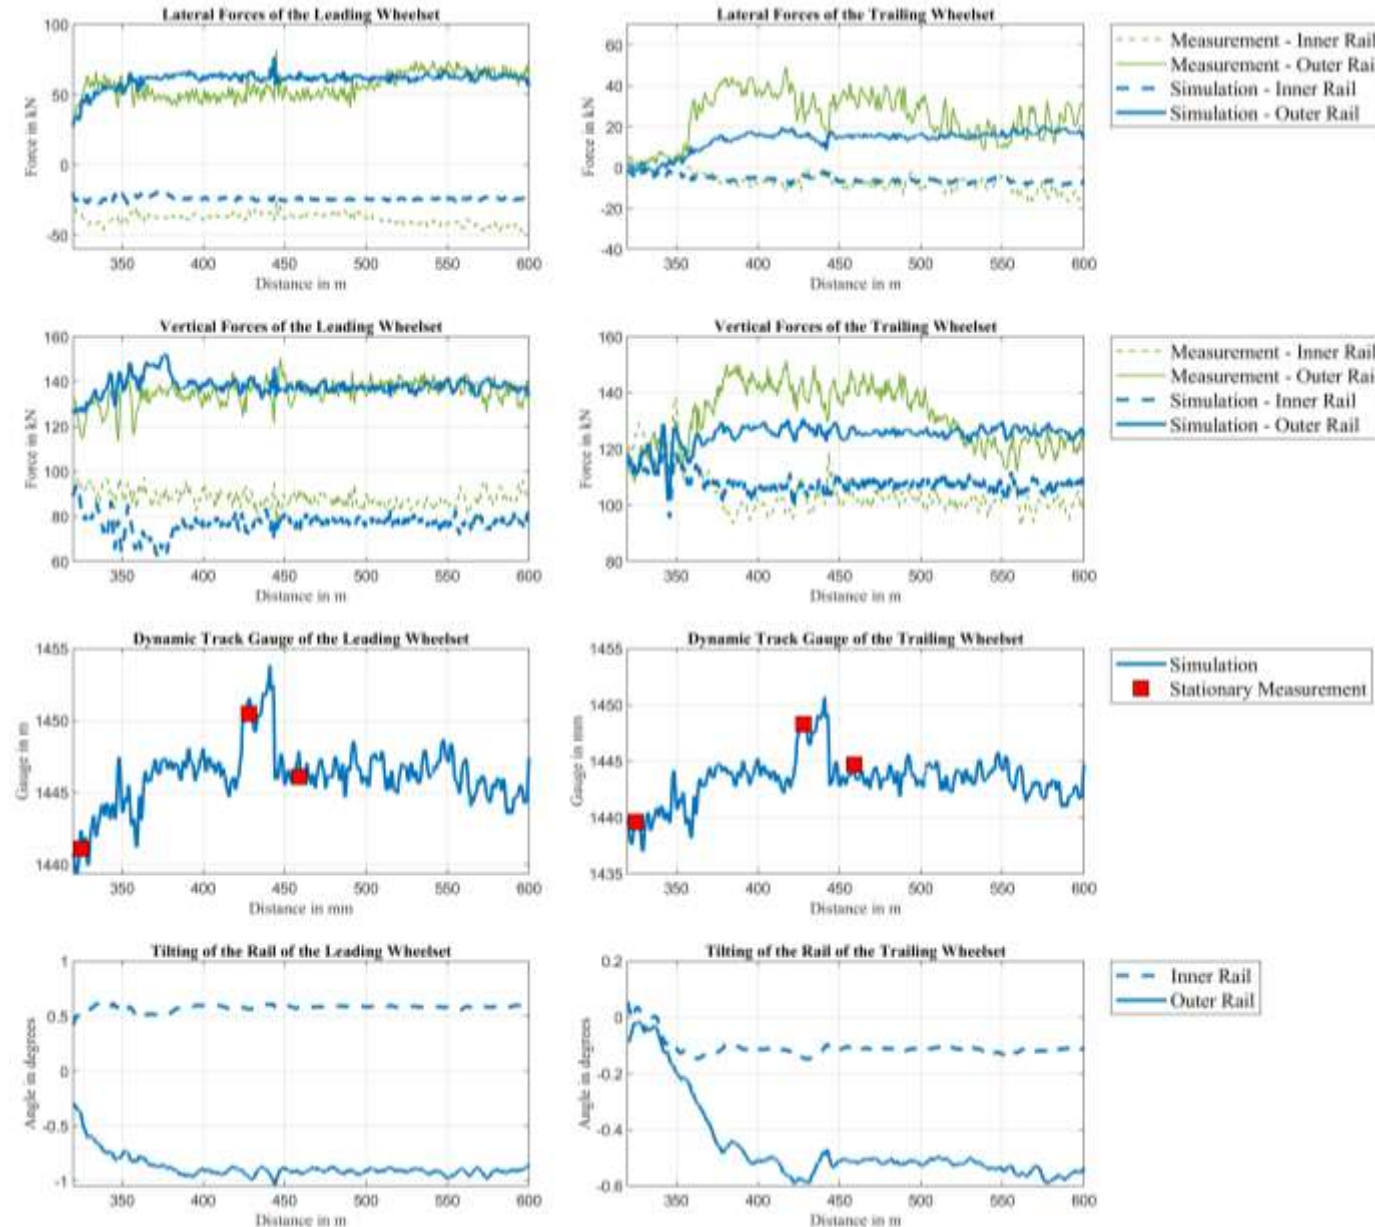 Lateral Forces of the Leading Wheelset
100
50
0
-50
350 400 450 500 550 600
Force in kN
Distance in m
Lateral Forces of the Trailing Wheelset
60
40
20
0
-20
-40
350 400 450 500 550 600
Force in kN
Distance in m
Measurement - Inner Rail
Measurement - Outer Rail
Simulation - Inner Rail
Simulation - Outer Rail
Vertical Forces of the Leading Wheelset
160
140
120
100
80
60
350 400 450 500 550 600
Force in kN
Distance in m
Vertical Forces of the Trailing Wheelset
160
140
120
100
80
350 400 450 500 550 600
Force in kN
Distance in m
Measurement - Inner Rail
Measurement - Outer Rail
Simulation - Inner Rail
Simulation - Outer Rail
Dynamic Track Gauge of the Leading Wheelset
1455
1450
1445
1440
350 400 450 500 550 600
Gauge in m
Distance in mm
Dynamic Track Gauge of the Trailing Wheelset
1455
1450
1445
1440
1435
350 400 450 500 550 600
Gauge in mm
Distance in m
Simulation
Stationary Measurement
Tilting of the Rail of the Leading Wheelset
1
0.5
0
-0.5
-1
350 400 450 500 550 600
Angle in degrees
Distance in m
Tilting of the Rail of the Trailing Wheelset
0.2
0
-0.2
-0.4
-0.6
350 400 450 500 550 600
Angle in degrees
Distance in m
Inner Rail
Outer Rail